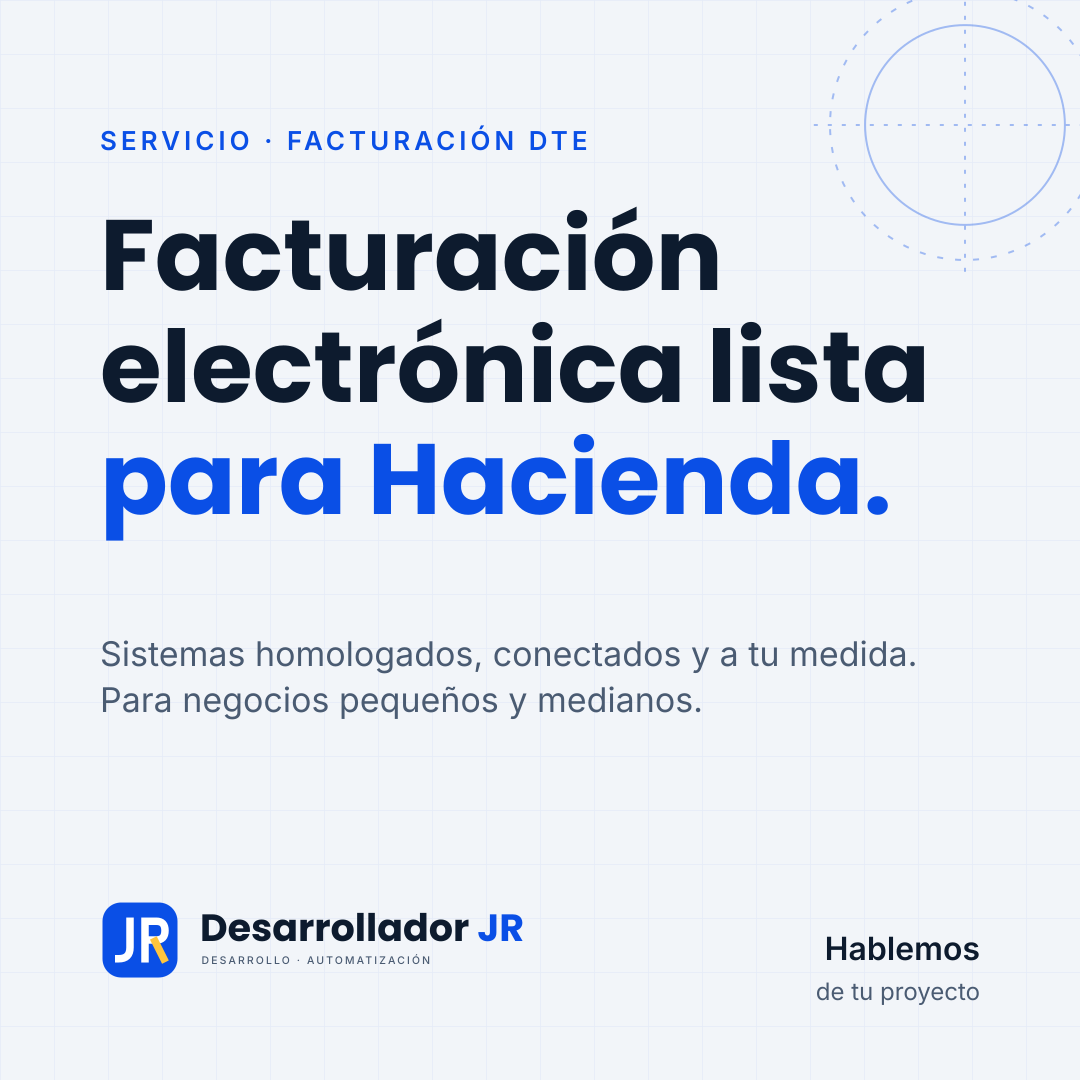 SERVICIO · FACTURACIÓN DTE
Facturación
electrónica lista
para Hacienda.
Sistemas homologados, conectados y a tu medida.
Para negocios pequeños y medianos.
JR
Desarrollador JR
DESARROLLO · AUTOMATIZACIÓN
Hablemos
de tu proyecto